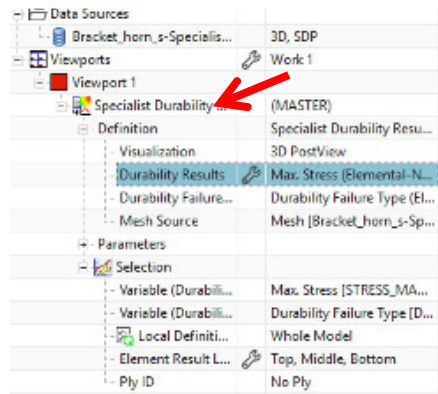 Data Sources
Bracket_horn_s-Specialis... 3D, SDP
Viewports Work 1
Viewport 1
Specialist Durability ... (MASTER)
Definition Specialist Durability Resu...
Visualization 3D PostView
Durability Results Max. Stress (Elemental-N...
Durability Failure... Durability Failure Type (El...
Mesh Source Mesh [Bracket_horn_s-Sp...
Parameters
Selection
Variable (Durabili... Max. Stress [STRESS_MA...
Variable (Durabili... Durability Failure Type [D...
Local Definiti... Whole Model
Element Result L... Top, Middle, Bottom
Ply ID No Ply